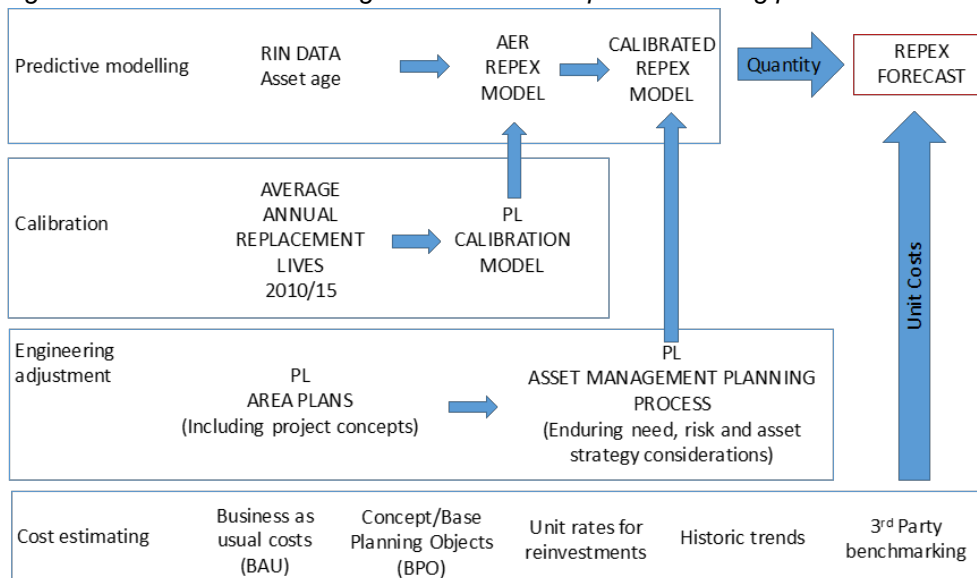 Predictive modelling
RIN DATA
Asset age
AER
REPEX
MODEL
CALIBRATED
REPEX
MODEL
Quantity
REPEX
FORECAST
Calibration
AVERAGE
ANNUAL
REPLACEMENT
LIVES
2010/15
PL
CALIBRATION
MODEL
Unit Costs
Engineering
adjustment
PL
AREA PLANS
(Including project concepts)
PL
ASSET MANAGEMENT PLANNING
PROCESS
(Enduring need, risk and asset
strategy considerations)
Cost estimating
Business as
usual costs
(BAU)
Concept/Base
Planning Objects
(BPO)
Unit rates for
reinvestments
Historic trends
3rd Party
benchmarking